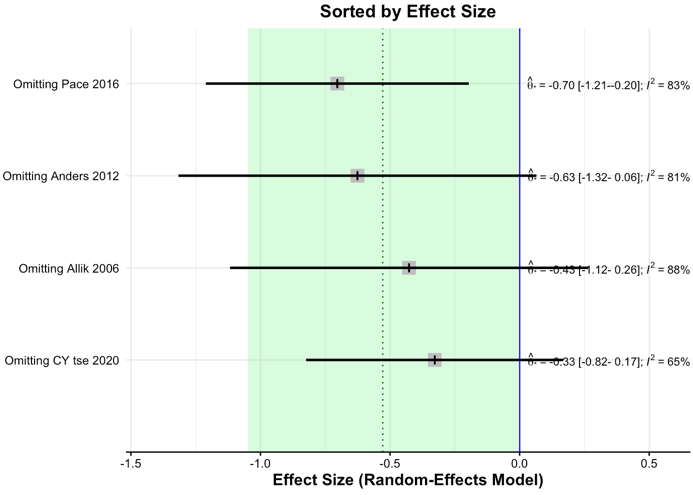 Sorted by Effect Size
Omitting Pace 2016
θ̂* = -0.70 [-1.21--0.20]; I² = 83%
Omitting Anders 2012
θ̂* = -0.63 [-1.32- 0.06]; I² = 81%
Omitting Allik 2006
θ̂* = -0.43 [-1.12- 0.26]; I² = 88%
Omitting CY tse 2020
θ̂* = -0.33 [-0.82- 0.17]; I² = 65%
-1.5 -1.0 -0.5 0.0 0.5
Effect Size (Random-Effects Model)